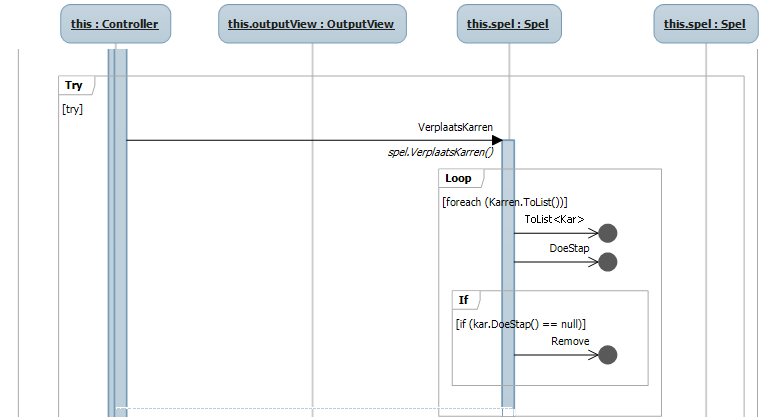 this : Controller
this.outputView : OutputView
this.spel : Spel
this.spel : Spel
Try
[try]
VerplaatsKarren
spel.VerplaatsKarren()
Loop
[foreach (Karren.ToList())]
ToList<Kar>
DoeStap
If
[if (kar.DoeStap() == null)]
Remove